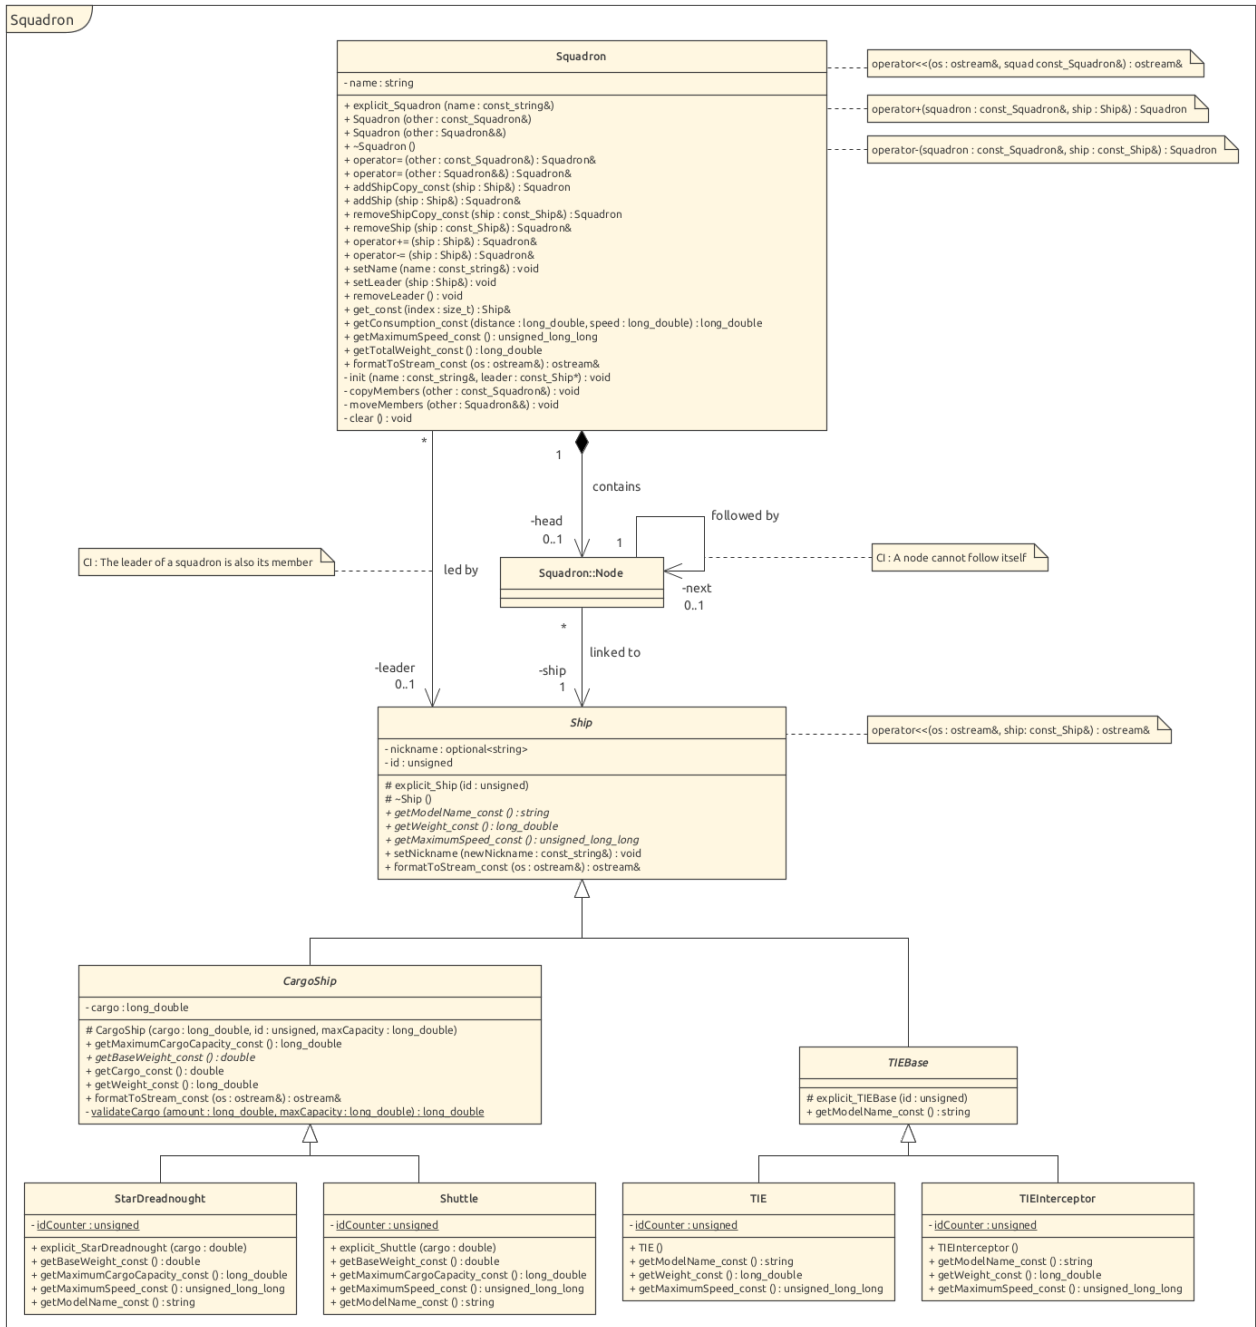 Squadron
Squadron
- name : string
+ explicit_Squadron (name : const_string&)
+ Squadron (other : const_Squadron&)
+ Squadron (other : Squadron&&)
+ ~Squadron ()
+ operator= (other : const_Squadron&) : Squadron&
+ operator= (other : Squadron&&) : Squadron&
+ addShipCopy_const (ship : Ship&) : Squadron
+ addShip (ship : Ship&) : Squadron&
+ removeShipCopy_const (ship : const_Ship&) : Squadron
+ removeShip (ship : const_Ship&) : Squadron&
+ operator+= (ship : Ship&) : Squadron&
+ operator-= (ship : Ship&) : Squadron&
+ setName (name : const_string&) : void
+ setLeader (ship : Ship&) : void
+ removeLeader () : void
+ get_const (index : size_t) : Ship&
+ getConsumption_const (distance : long_double, speed : long_double) : long_double
+ getMaximumSpeed_const () : unsigned_long_long
+ getTotalWeight_const () : long_double
+ formatToStream_const (os : ostream&) : ostream&
- init (name : const_string&, leader : const_Ship*) : void
- copyMembers (other : const_Squadron&) : void
- moveMembers (other : Squadron&&) : void
- clear () : void
operator<<(os : ostream&, squad const_Squadron&) : ostream&
operator+(squadron : const_Squadron&, ship : Ship&) : Squadron
operator-(squadron : const_Squadron&, ship : const_Ship&) : Squadron
*
1
contains
-head
0..1
1
followed by
-next
0..1
CI : The leader of a squadron is also its member
led by
Squadron::Node
CI : A node cannot follow itself
*
linked to
-leader
0..1
-ship
1
Ship
- nickname : optional<string>
- id : unsigned
# explicit_Ship (id : unsigned)
# ~Ship ()
+ getModelName_const () : string
+ getWeight_const () : long_double
+ getMaximumSpeed_const () : unsigned_long_long
+ setNickname (newNickname : const_string&) : void
+ formatToStream_const (os : ostream&) : ostream&
operator<<(os : ostream&, ship: const_Ship&) : ostream&
CargoShip
- cargo : long_double
# CargoShip (cargo : long_double, id : unsigned, maxCapacity : long_double)
+ getMaximumCargoCapacity_const () : long_double
+ getBaseWeight_const () : double
+ getCargo_const () : double
+ getWeight_const () : long_double
+ formatToStream_const (os : ostream&) : ostream&
- validateCargo (amount : long_double, maxCapacity : long_double) : long_double
TIEBase
# explicit_TIEBase (id : unsigned)
+ getModelName_const () : string
StarDreadnought
- idCounter : unsigned
+ explicit_StarDreadnought (cargo : double)
+ getBaseWeight_const () : double
+ getMaximumCargoCapacity_const () : long_double
+ getMaximumSpeed_const () : unsigned_long_long
+ getModelName_const () : string
Shuttle
- idCounter : unsigned
+ explicit_Shuttle (cargo : double)
+ getBaseWeight_const () : double
+ getMaximumCargoCapacity_const () : long_double
+ getMaximumSpeed_const () : unsigned_long_long
+ getModelName_const () : string
TIE
- idCounter : unsigned
+ TIE ()
+ getModelName_const () : string
+ getWeight_const () : long_double
+ getMaximumSpeed_const () : unsigned_long_long
TIEInterceptor
- idCounter : unsigned
+ TIEInterceptor ()
+ getModelName_const () : string
+ getWeight_const () : long_double
+ getMaximumSpeed_const () : unsigned_long_long